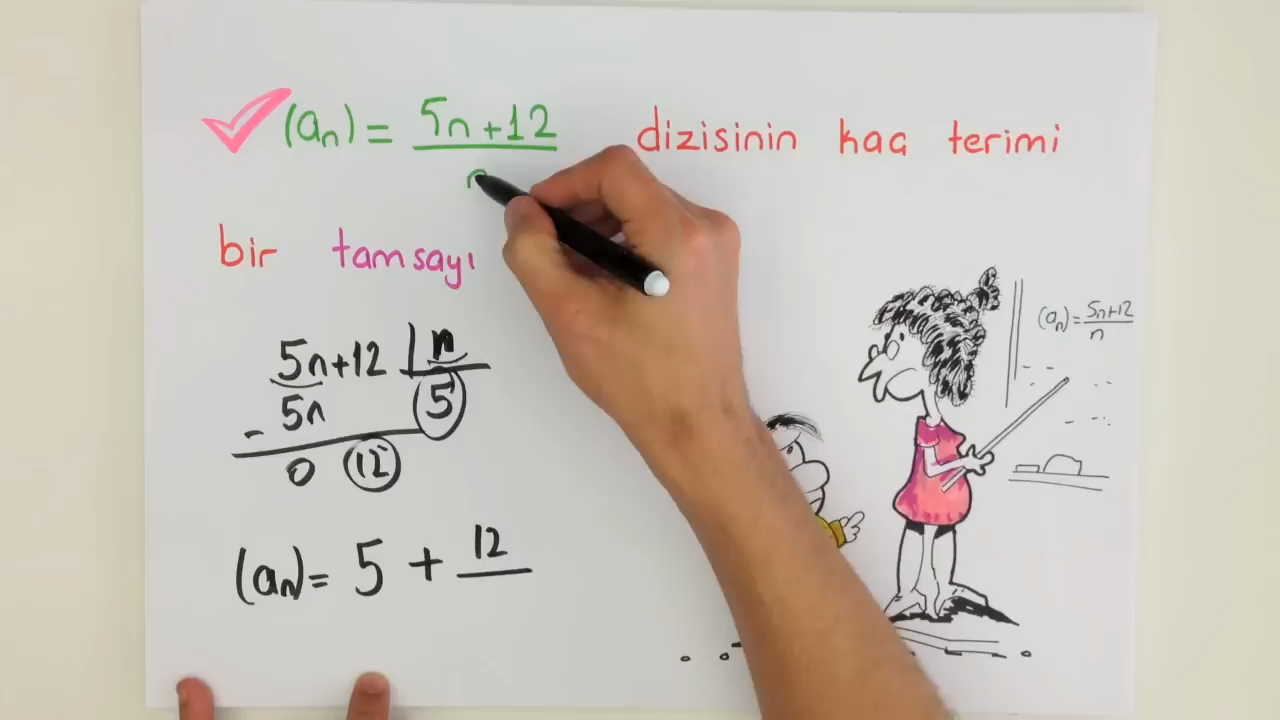 (aₙ) = 5n+12 dizisinin kaç terimi
n
bir tamsayı
5n+12 n
5n 5
- 0 12
(aₙ) = 5 + 12
(aₙ) = 5n+12
n